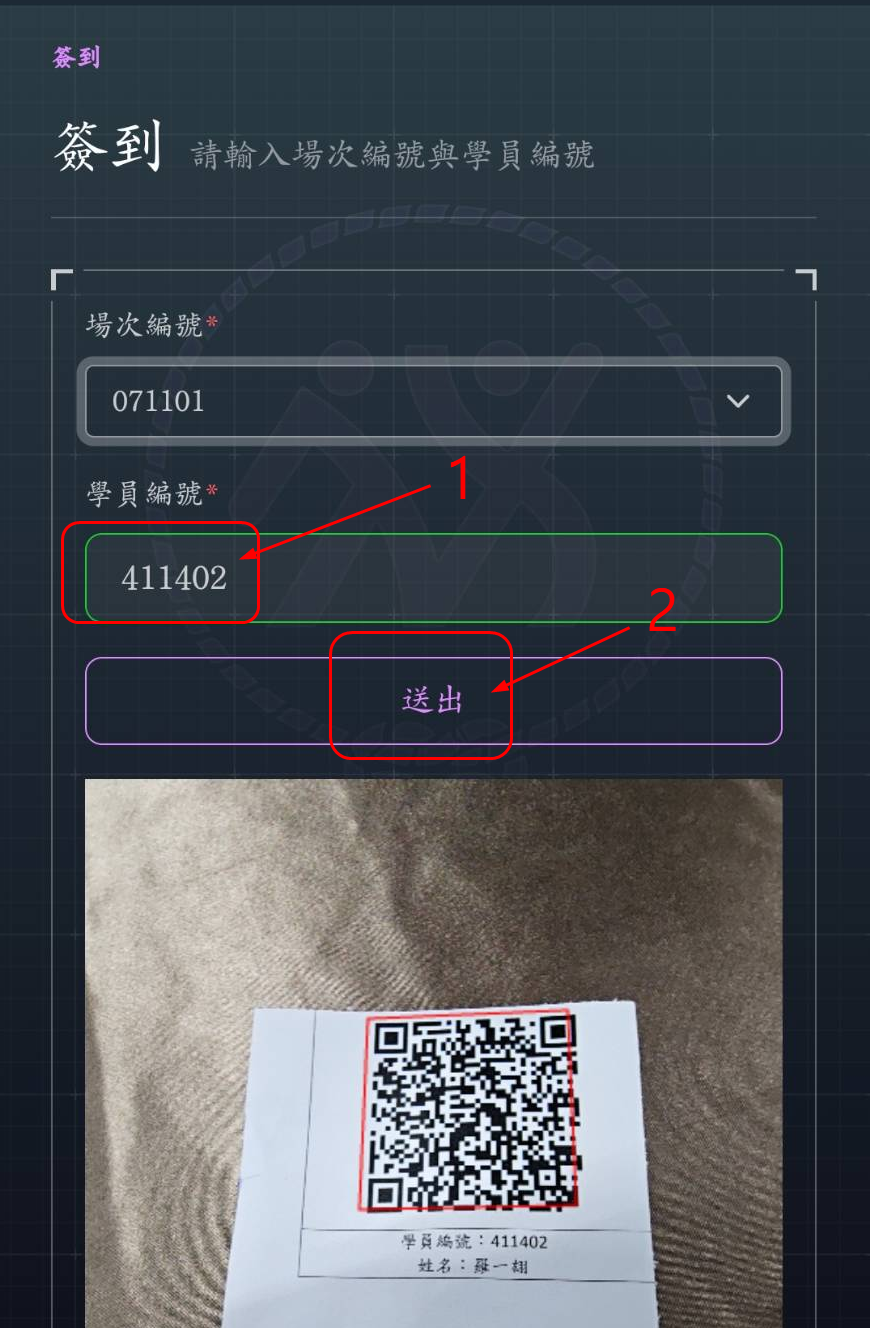 簽到
簽到 請輸入場次編號與學員編號
場次編號*
071101
1
學員編號*
411402
2
送出
學員編號：411402
姓名：羅一翃